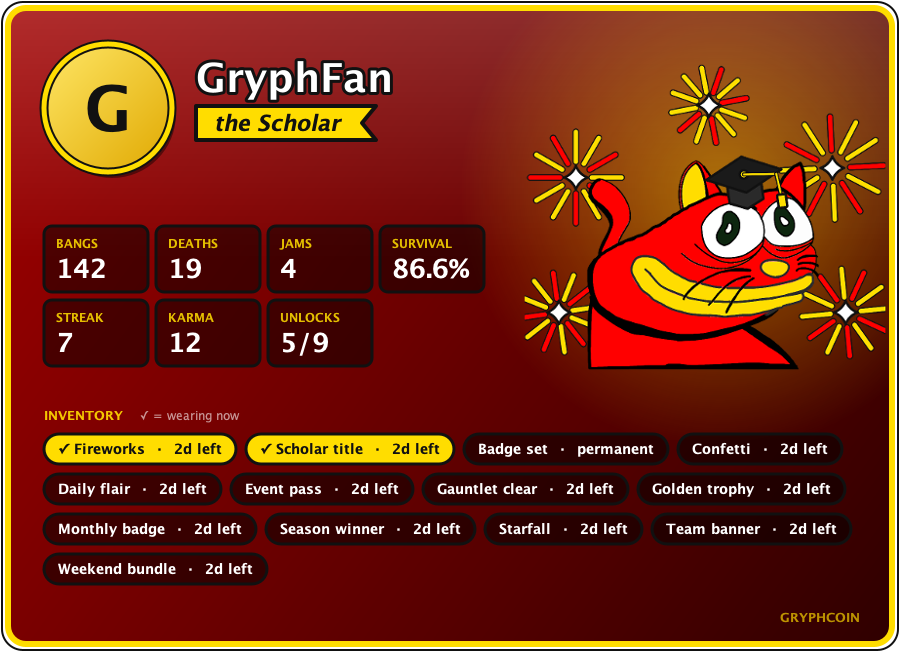 G
GryphFan
the Scholar
BANGS
142
DEATHS
19
JAMS
4
SURVIVAL
86.6%
STREAK
7
KARMA
12
UNLOCKS
5/9
INVENTORY ✓ = wearing now
✓ Fireworks · 2d left
✓ Scholar title · 2d left
Badge set · permanent
Confetti · 2d left
Daily flair · 2d left
Event pass · 2d left
Gauntlet clear · 2d left
Golden trophy · 2d left
Monthly badge · 2d left
Season winner · 2d left
Starfall · 2d left
Team banner · 2d left
Weekend bundle · 2d left
GRYPHCOIN